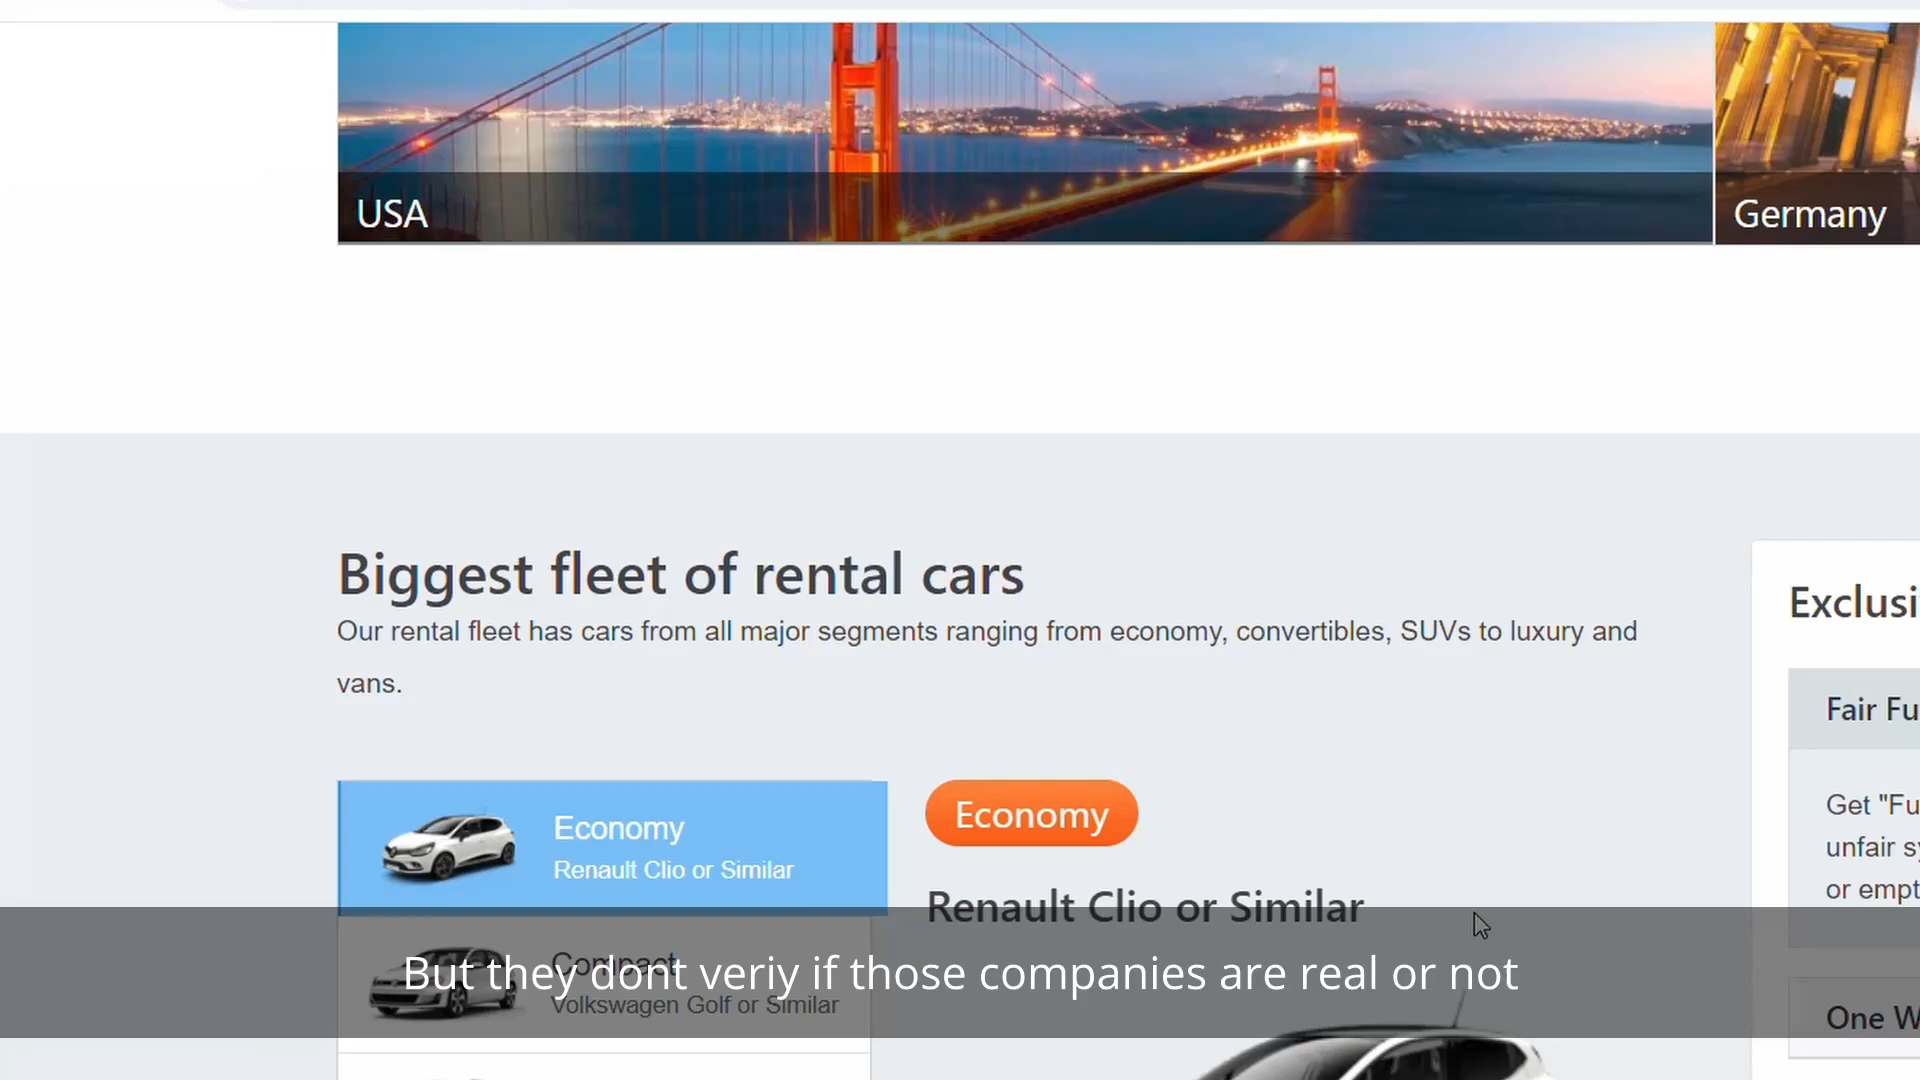 USA
Germany
Biggest fleet of rental cars
Our rental fleet has cars from all major segments ranging from economy, convertibles, SUVs to luxury and
vans.
Economy
Renault Clio or Similar
Compact
Volkswagen Golf or Similar
Economy
Renault Clio or Similar
Exclusi
Fair Fu
Get "Fu
unfair sy
or empt
One W
But they dont veriy if those companies are real or not